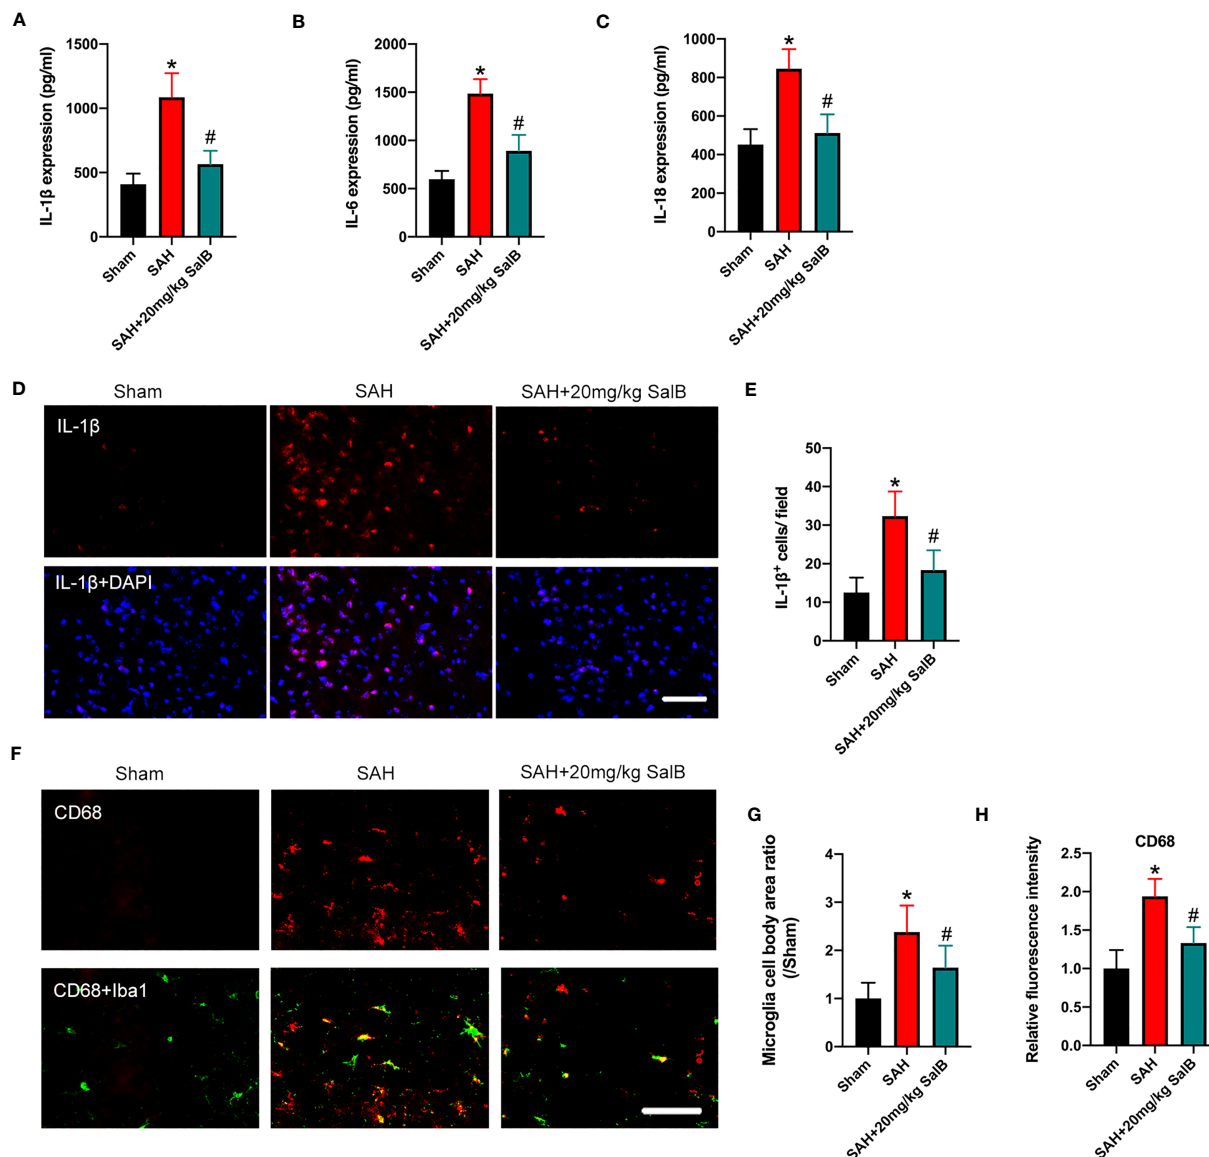 A
IL-1β expression (pg/ml)
1500
1000
500
0
*
#
Sham
SAH
SAH+20mg/kg SalB
B
IL-6 expression (pg/ml)
2000
1500
1000
500
0
*
#
Sham
SAH
SAH+20mg/kg SalB
C
IL-18 expression (pg/ml)
1000
800
600
400
200
0
*
#
Sham
SAH
SAH+20mg/kg SalB
D
Sham
SAH
SAH+20mg/kg SalB
IL-1β
IL-1β+DAPI
E
IL-1β+ cells/ field
50
40
30
20
10
0
*
#
Sham
SAH
SAH+20mg/kg SalB
F
Sham
SAH
SAH+20mg/kg SalB
CD68
CD68+Iba1
G
Microglia cell body area ratio
(/Sham)
4
3
2
1
0
*
#
Sham
SAH
SAH+20mg/kg SalB
H
CD68
Relative fluorescence intensity
2.5
2.0
1.5
1.0
0.5
0.0
*
#
Sham
SAH
SAH+20mg/kg SalB